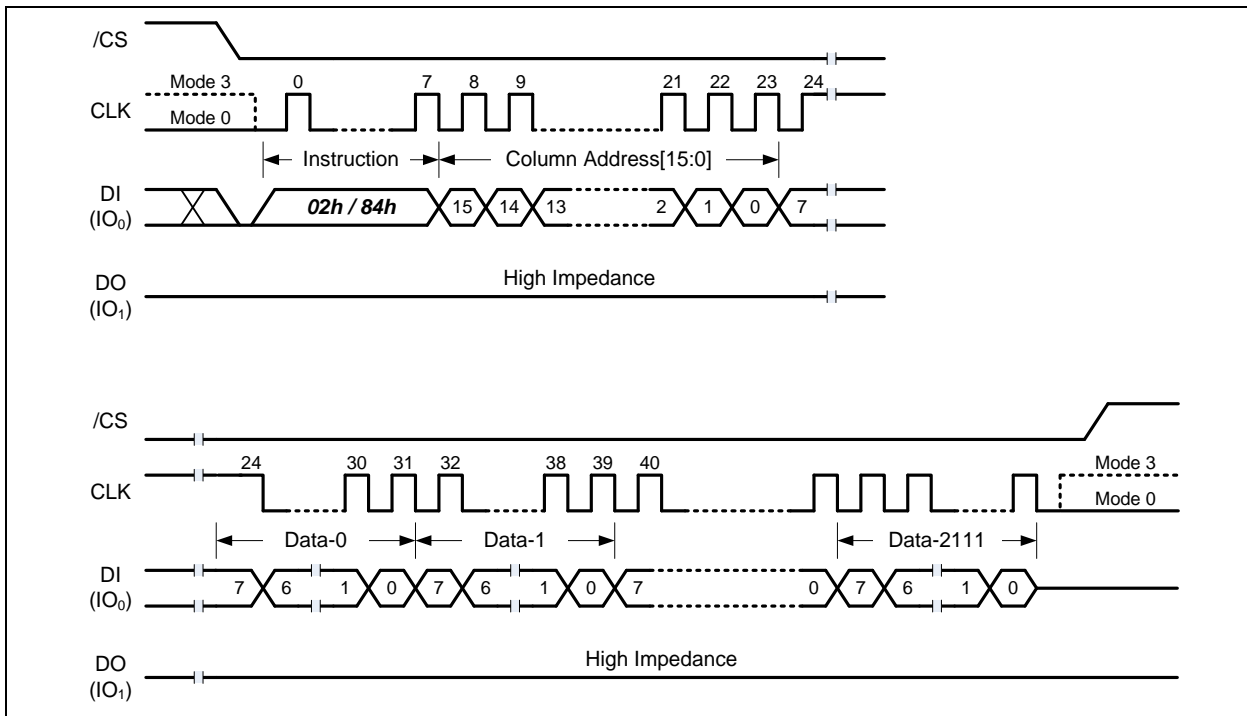 /CS
Mode 3 0 7 8 9 21 22 23 24
CLK
Mode 0
Instruction Column Address[15:0]
DI
(IO0)
02h / 84h 15 14 13 2 1 0 7
High Impedance
DO
(IO1)
/CS
24 30 31 32 38 39 40 Mode 3
CLK
Mode 0
Data-0 Data-1 Data-2111
DI
(IO0)
7 6 1 0 7 6 1 0 7 0 7 6 1 0
High Impedance
DO
(IO1)